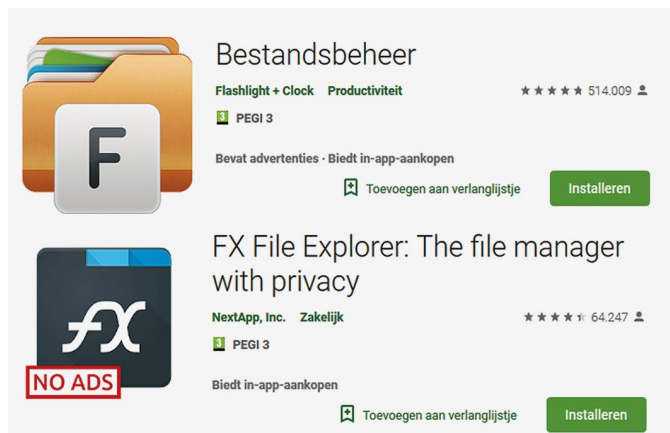 F
Bestandsbeheer
Flashlight + Clock Productiviteit
514.009
3 PEGI 3
Bevat advertenties · Biedt in-app-aankopen
Toevoegen aan verlanglijstje
Installeren
FX
NO ADS
FX File Explorer: The file manager
with privacy
NextApp, Inc. Zakelijk
64.247
3 PEGI 3
Biedt in-app-aankopen
Toevoegen aan verlanglijstje
Installeren